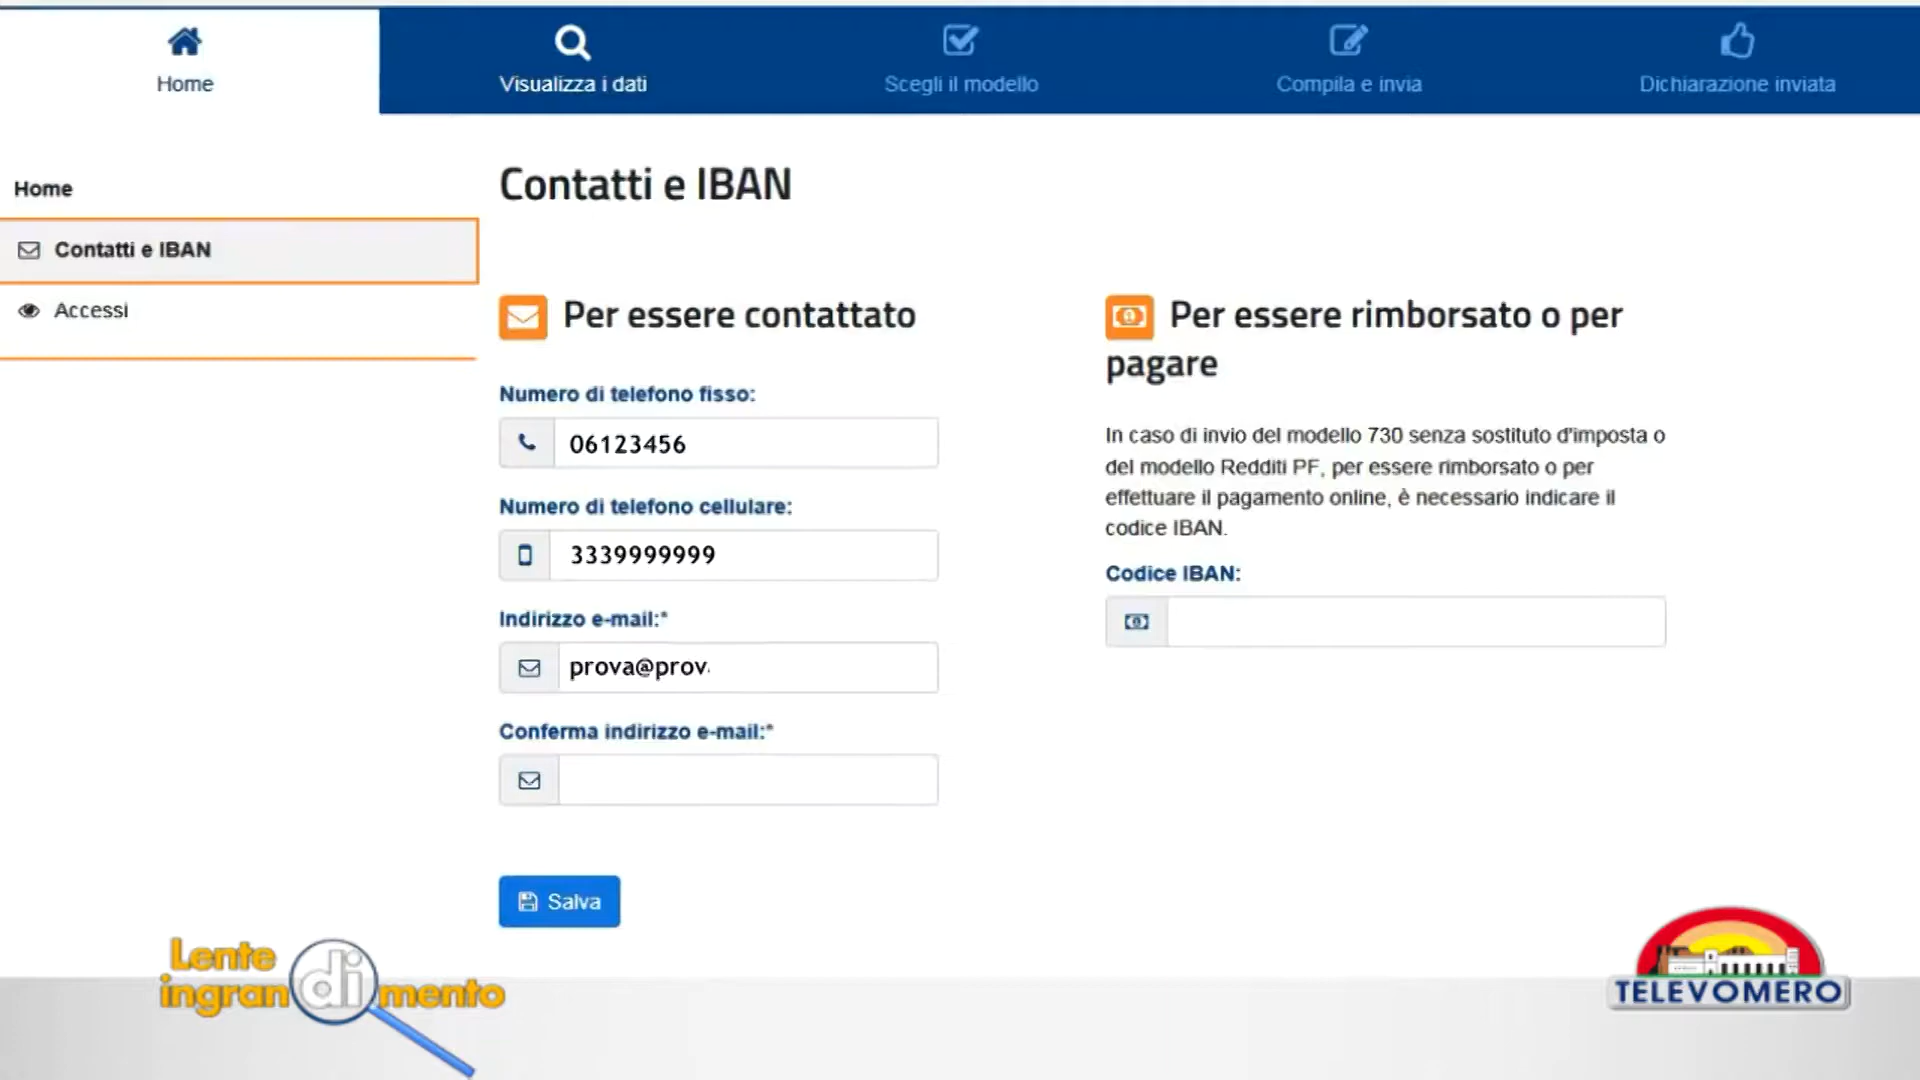 Home
Visualizza i dati
Scegli il modello
Compila e invia
Dichiarazione inviata
Home
Contatti e IBAN
Accessi
Contatti e IBAN
Per essere contattato
Numero di telefono fisso:
06123456
Numero di telefono cellulare:
3339999999
Indirizzo e-mail:*
prova@prov
Conferma indirizzo e-mail:*
Salva
Per essere rimborsato o per
pagare
In caso di invio del modello 730 senza sostituto d'imposta o
del modello Redditi PF, per essere rimborsato o per
effettuare il pagamento online, è necessario indicare il
codice IBAN.
Codice IBAN:
Lente
ingrandimento
TELEVOMERO